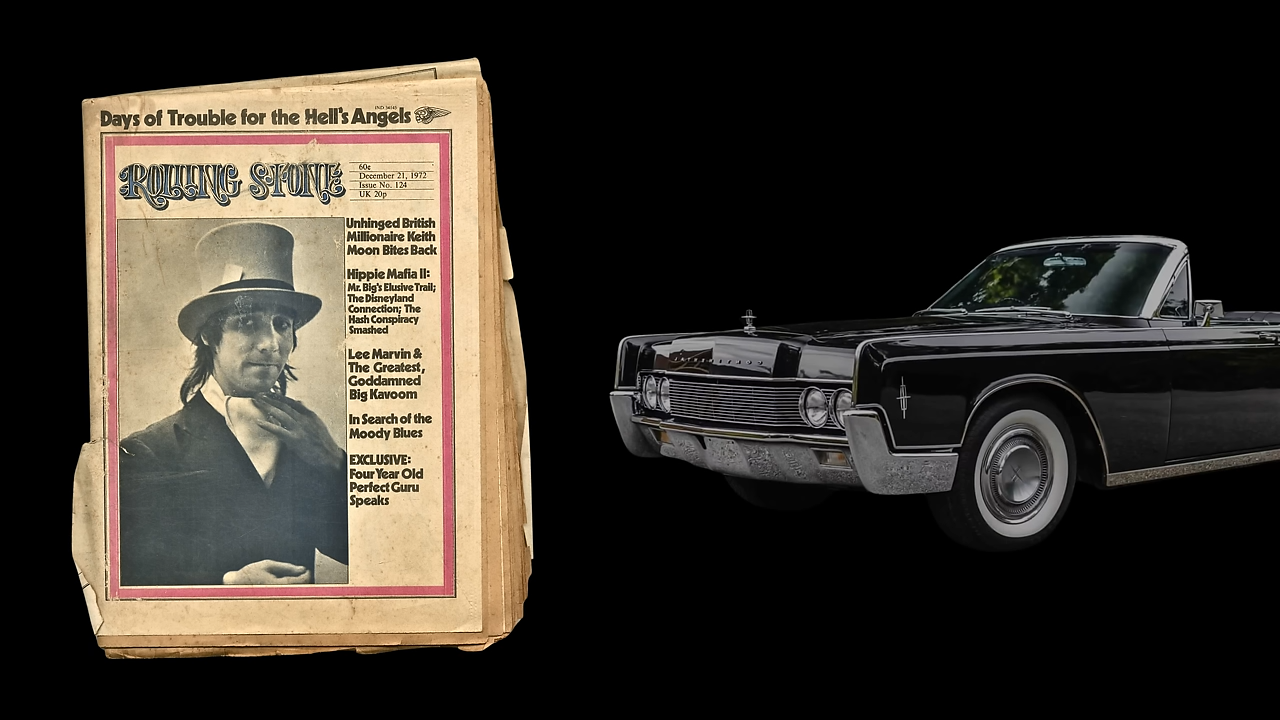 Days of Trouble for the Hell's Angels
ROLLING STONE
60¢
December 21, 1972
Issue No. 124
UK 20p
Unhinged British
Millionaire Keith
Moon Bites Back
Hippie Mafia II:
Mr. Big's Elusive Trail;
The Disneyland
Connection; The
Hash Conspiracy
Smashed
Lee Marvin &
The Greatest,
Goddamned
Big Kavoom
In Search of the
Moody Blues
EXCLUSIVE:
Four Year Old
Perfect Guru
Speaks